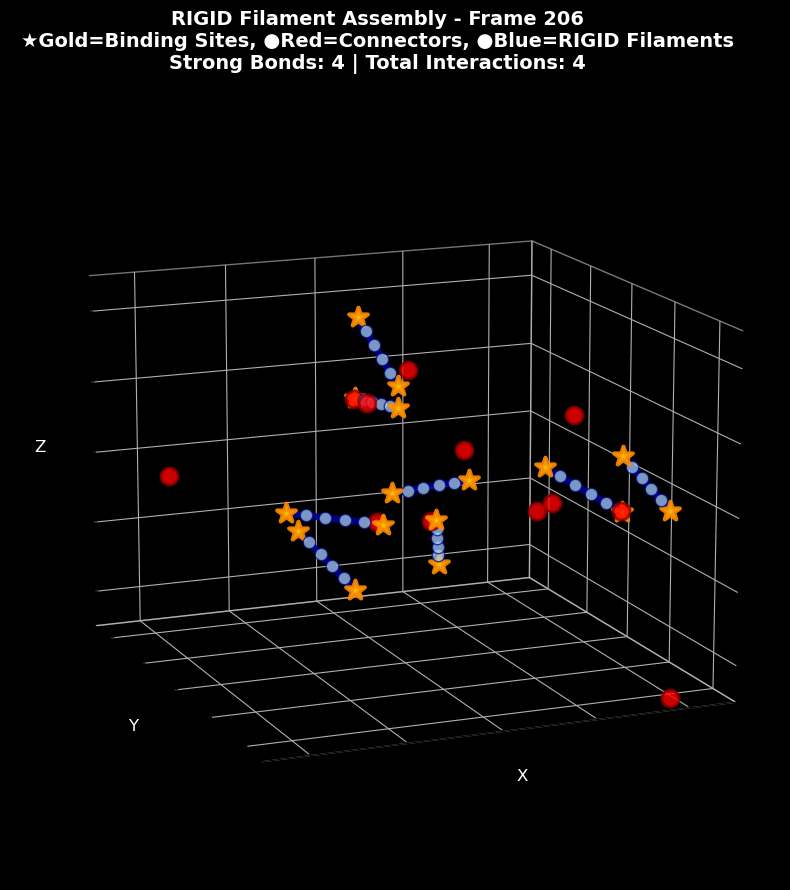 RIGID Filament Assembly - Frame 206
★Gold=Binding Sites, ●Red=Connectors, ●Blue=RIGID Filaments
Strong Bonds: 4 | Total Interactions: 4
Z
Y
X